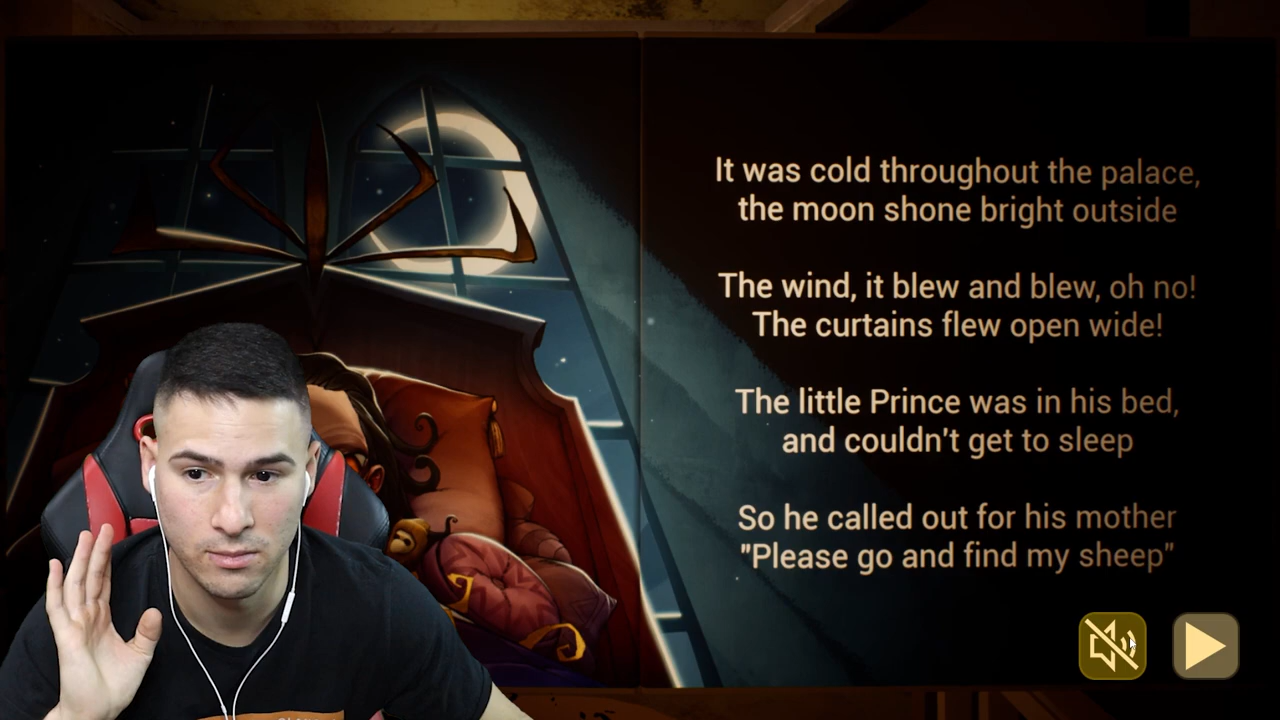 It was cold throughout the palace,
the moon shone bright outside
The wind, it blew and blew, oh no!
The curtains flew open wide!
The little Prince was in his bed,
and couldn't get to sleep
So he called out for his mother
"Please go and find my sheep"